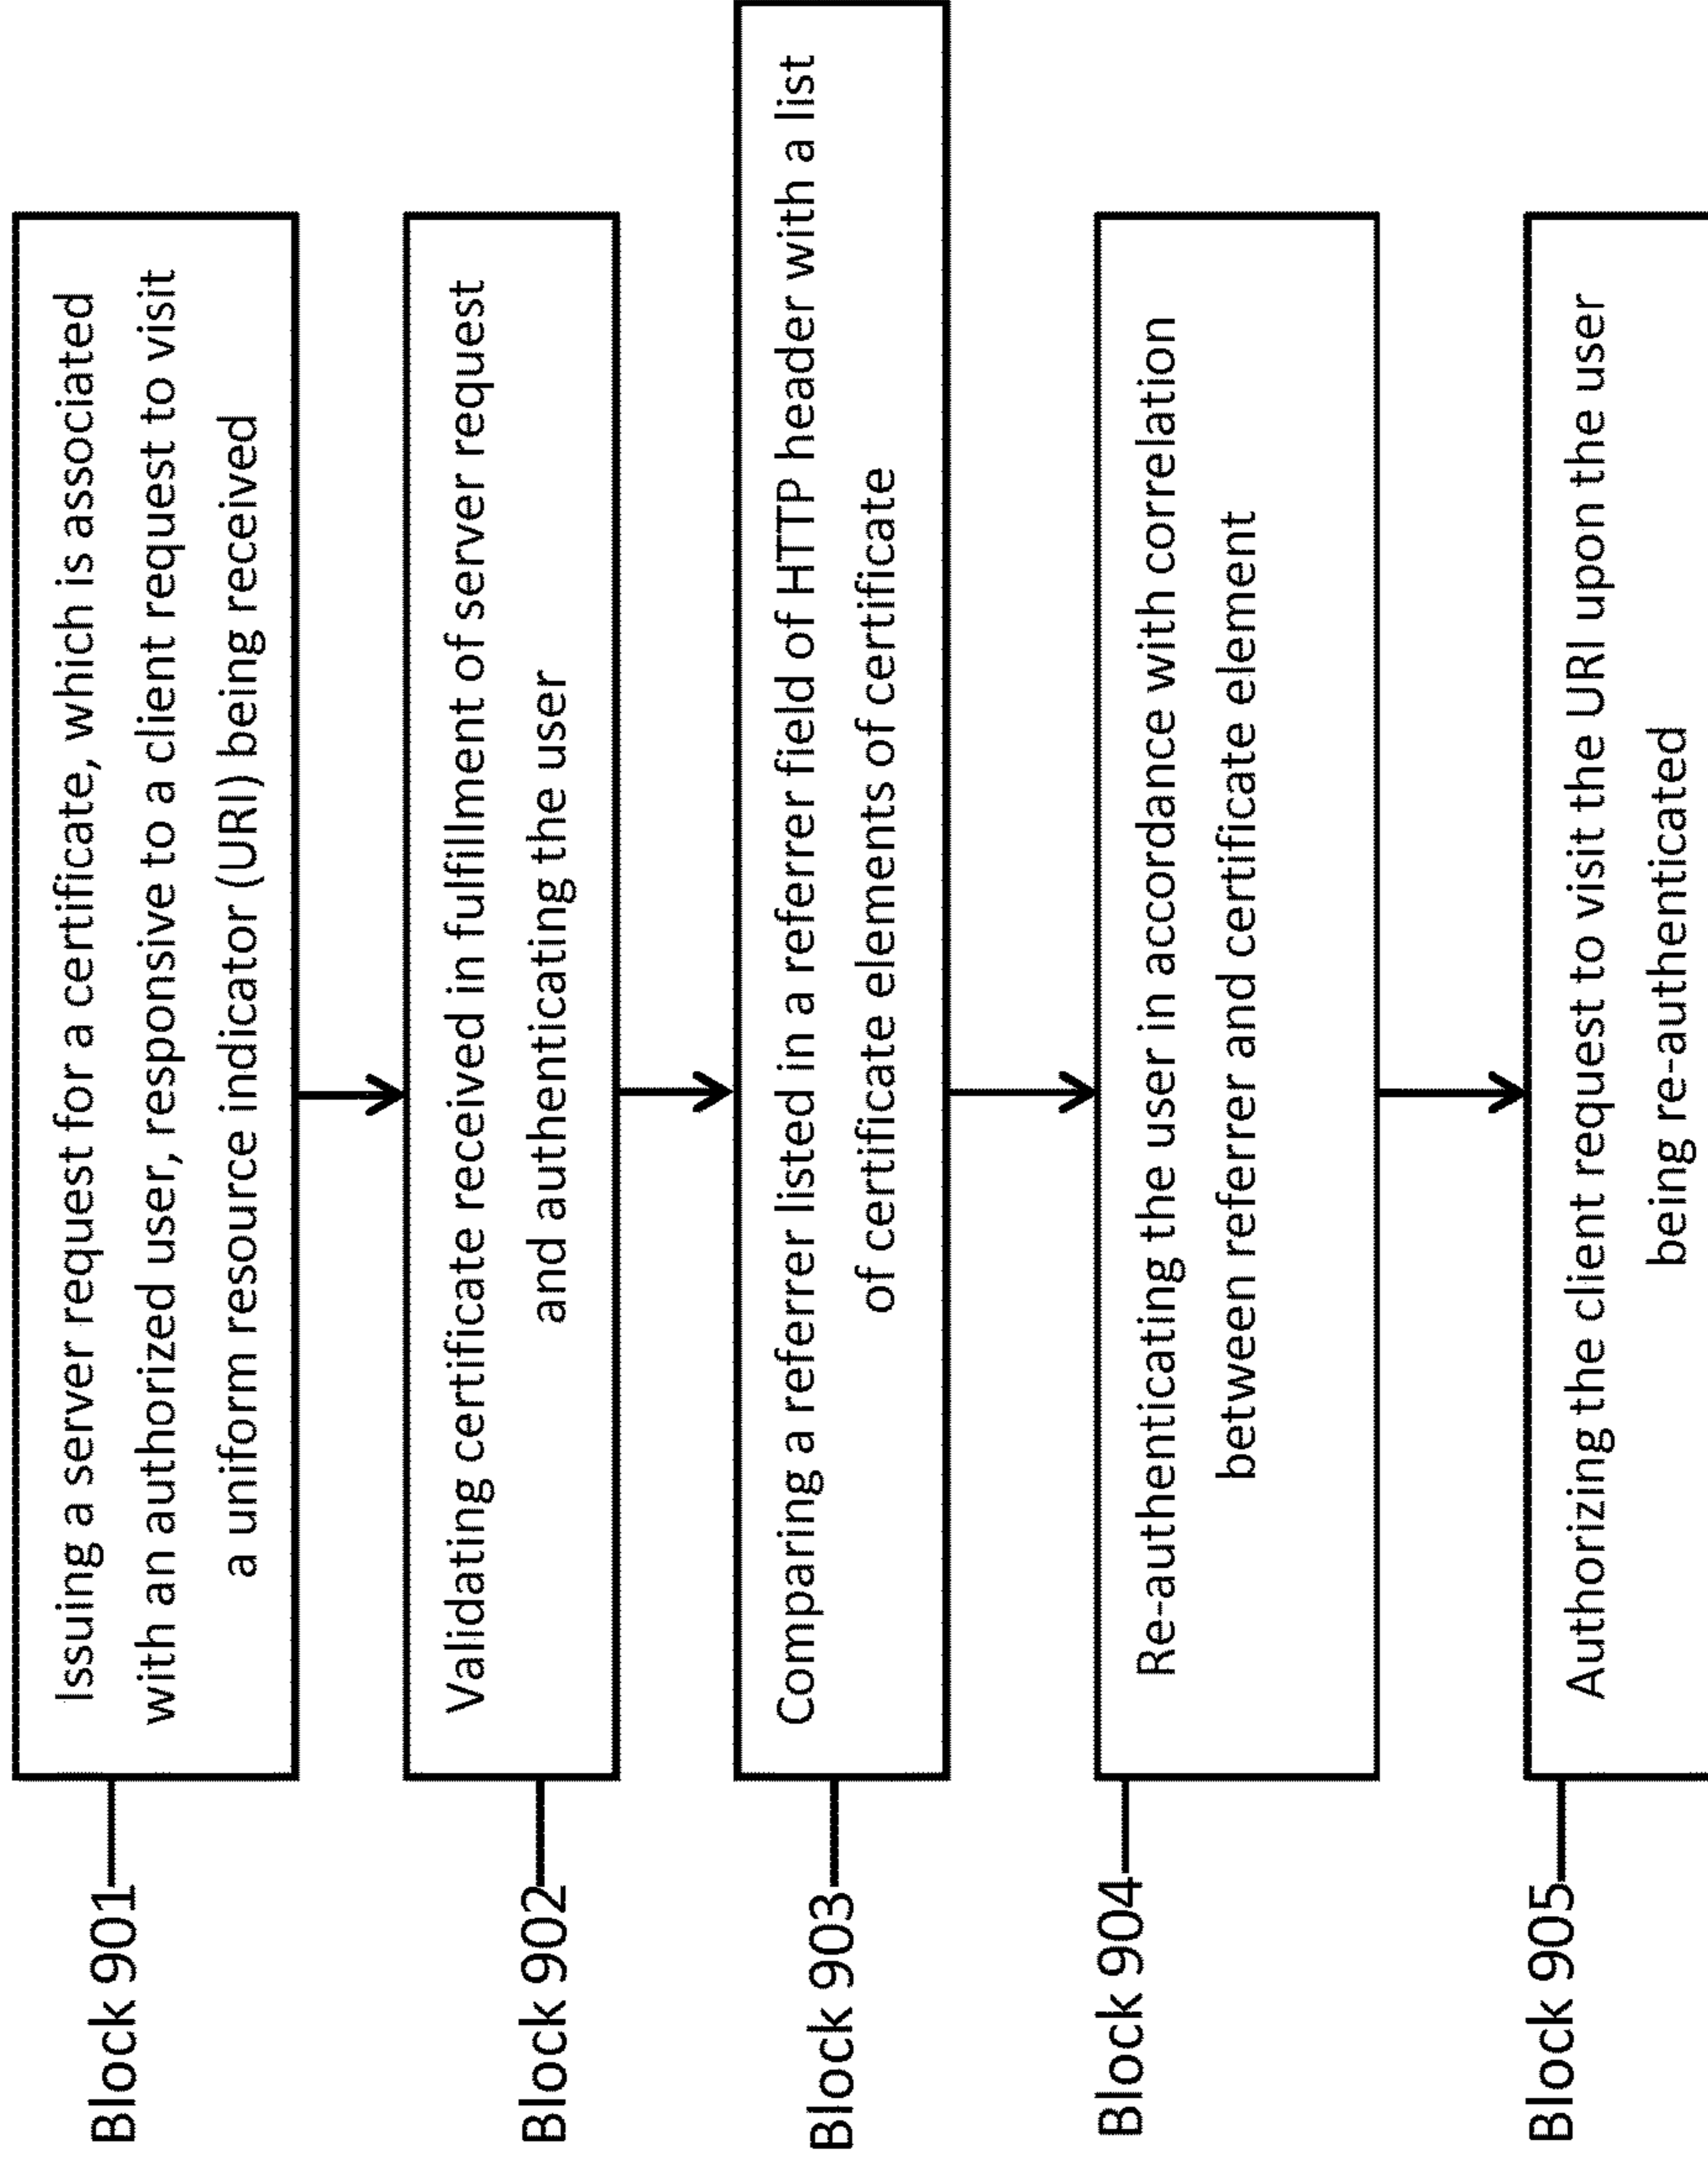 Block 901
Issuing a server request for a certificate, which is associated
with an authorized user, responsive to a client request to visit
a uniform resource indicator (URI) being received
Block 902
Validating certificate received in fulfillment of server request
and authenticating the user
Block 903
Comparing a referrer listed in a referrer field of HTTP header with a list
of certificate elements of certificate
Block 904
Re-authenticating the user in accordance with correlation
between referrer and certificate element
Block 905
Authorizing the client request to visit the URI upon the user
being re-authenticated